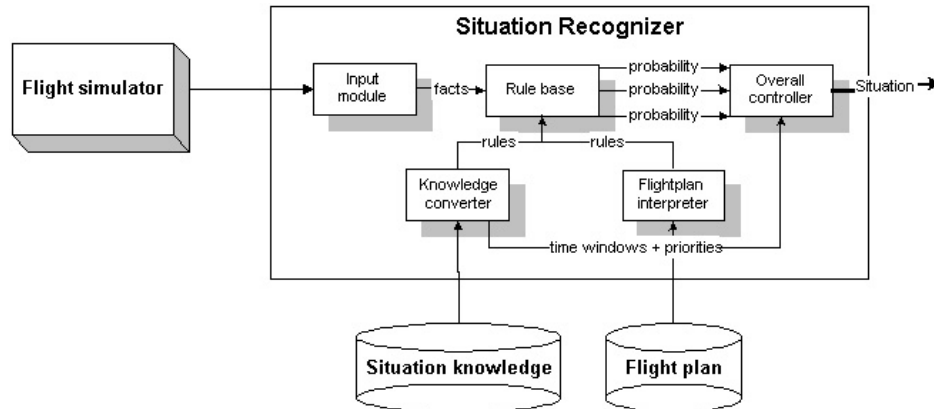 Situation Recognizer
Flight simulator
Input
module
facts
Rule base
probability
probability
probability
Overall
controller
Situation
rules
rules
Knowledge
converter
Flightplan
interpreter
time windows + priorities
Situation knowledge
Flight plan